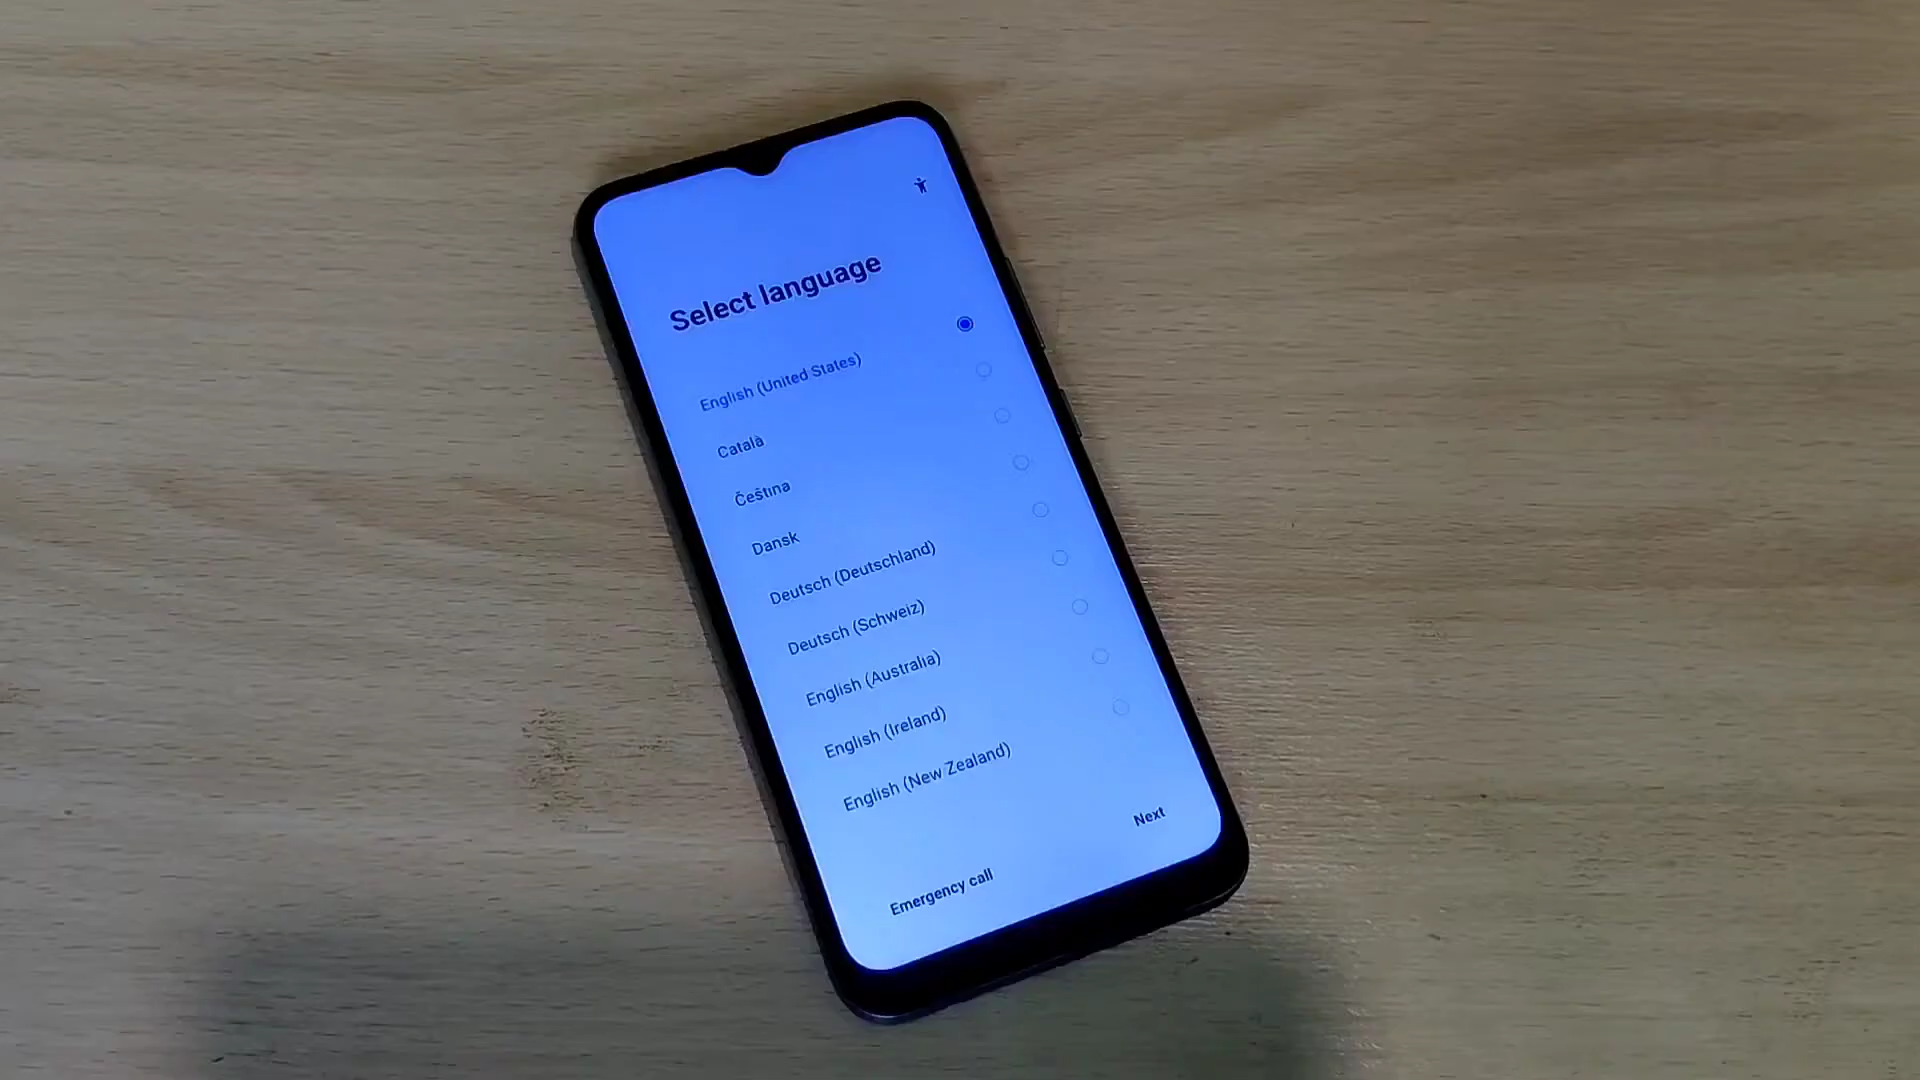 Select language
English (United States)
Català
Čeština
Dansk
Deutsch (Deutschland)
Deutsch (Schweiz)
English (Australia)
English (Ireland)
English (New Zealand)
Next
Emergency call